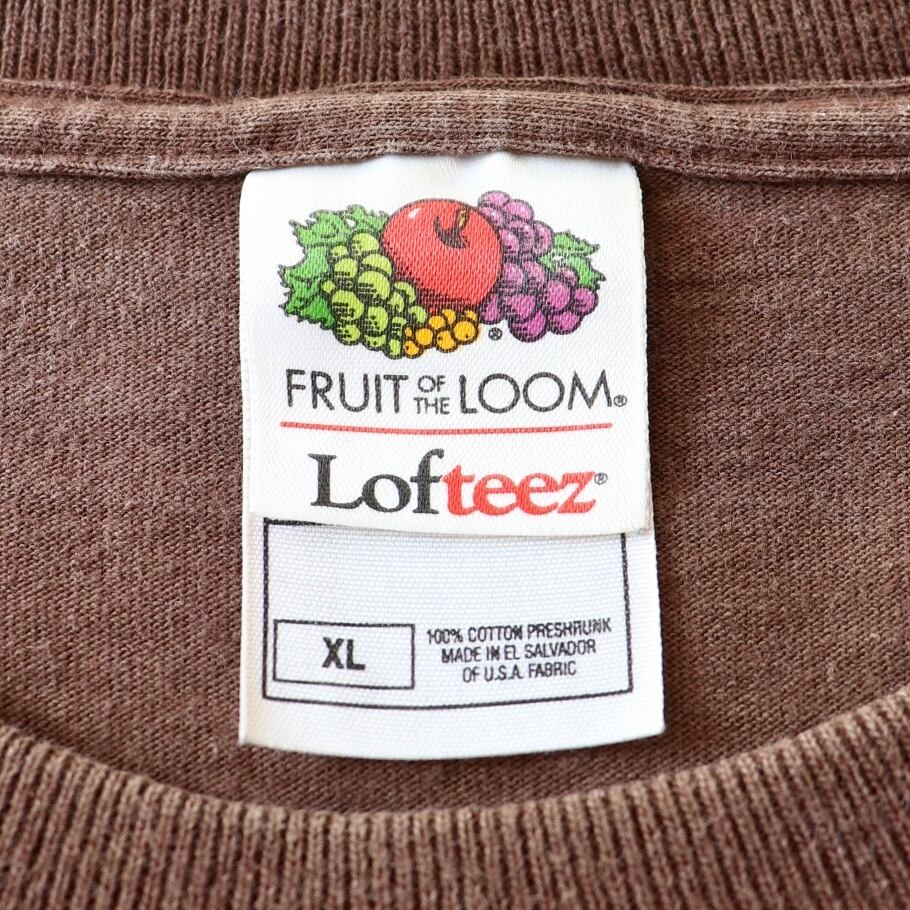 FRUIT OF THE LOOM®
Lofteez®
XL
100% COTTON PRESHRUNK
MADE IN EL SALVADOR
OF U.S.A. FABRIC